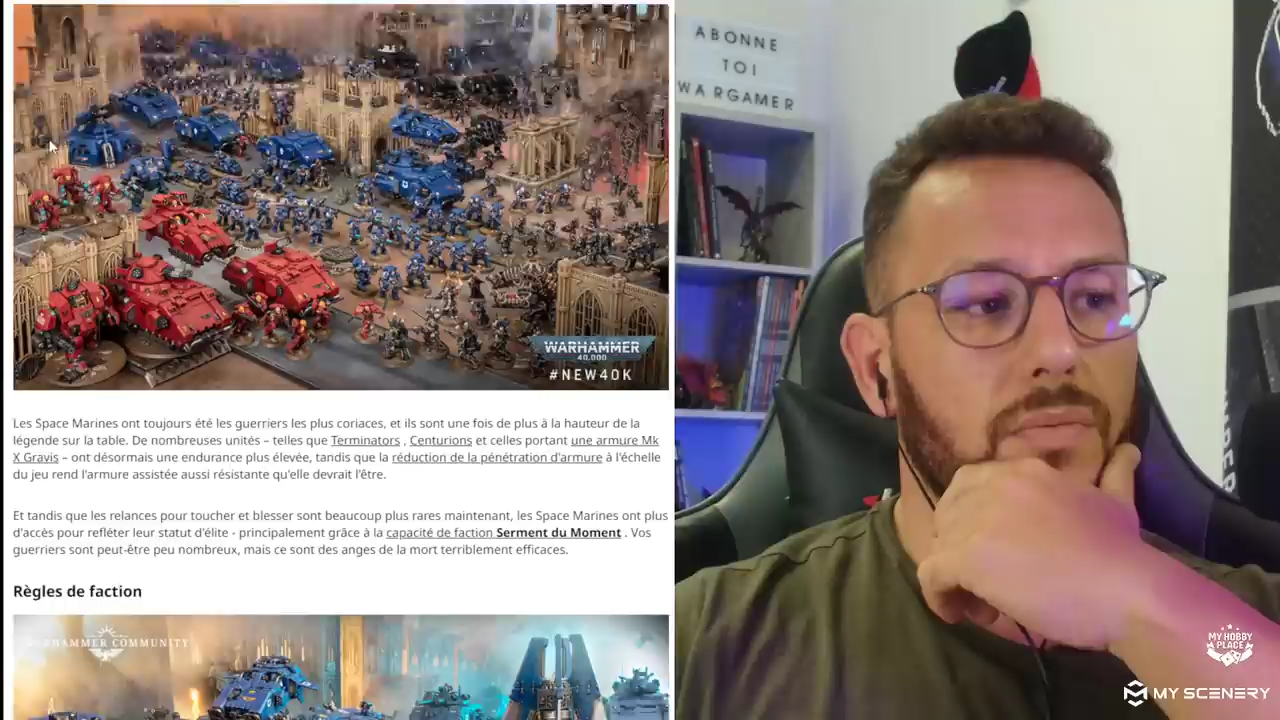 WARHAMMER
40,000
#NEW40K
Les Space Marines ont toujours été les guerriers les plus coriaces, et ils sont une fois de plus à la hauteur de la
légende sur la table. De nombreuses unités – telles que Terminators , Centurions et celles portant une armure Mk
X Gravis – ont désormais une endurance plus élevée, tandis que la réduction de la pénétration d'armure à l'échelle
du jeu rend l'armure assistée aussi résistante qu'elle devrait l'être.
Et tandis que les relances pour toucher et blesser sont beaucoup plus rares maintenant, les Space Marines ont plus
d'accès pour refléter leur statut d'élite - principalement grâce à la capacité de faction Serment du Moment . Vos
guerriers sont peut-être peu nombreux, mais ce sont des anges de la mort terriblement efficaces.
Règles de faction
WARHAMMER COMMUNITY
ABONNE
TOI
WARGAMER
MY HOBBY
PLACE
MY SCENERY